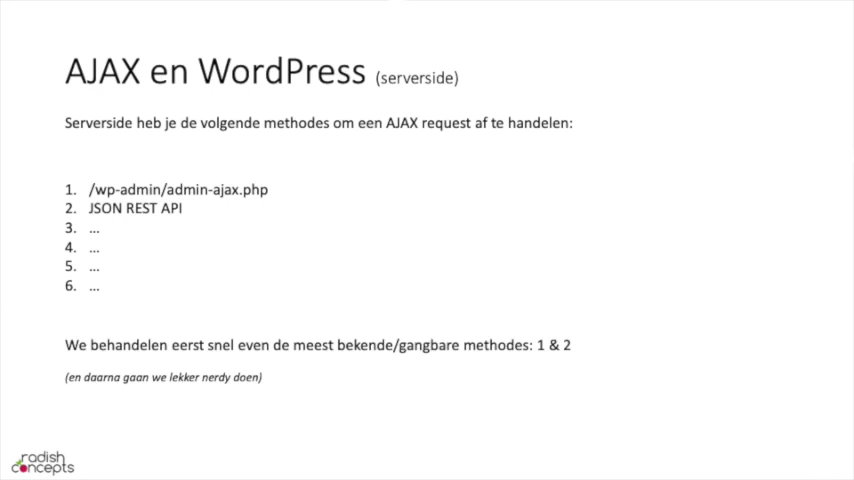 AJAX en WordPress (serverside)
Serverside heb je de volgende methodes om een AJAX request af te handelen:
1. /wp-admin/admin-ajax.php
2. JSON REST API
3. ...
4. ...
5. ...
6. ...
We behandelen eerst snel even de meest bekende/gangbare methodes: 1 & 2
(en daarna gaan we lekker nerdy doen)
radish
concepts